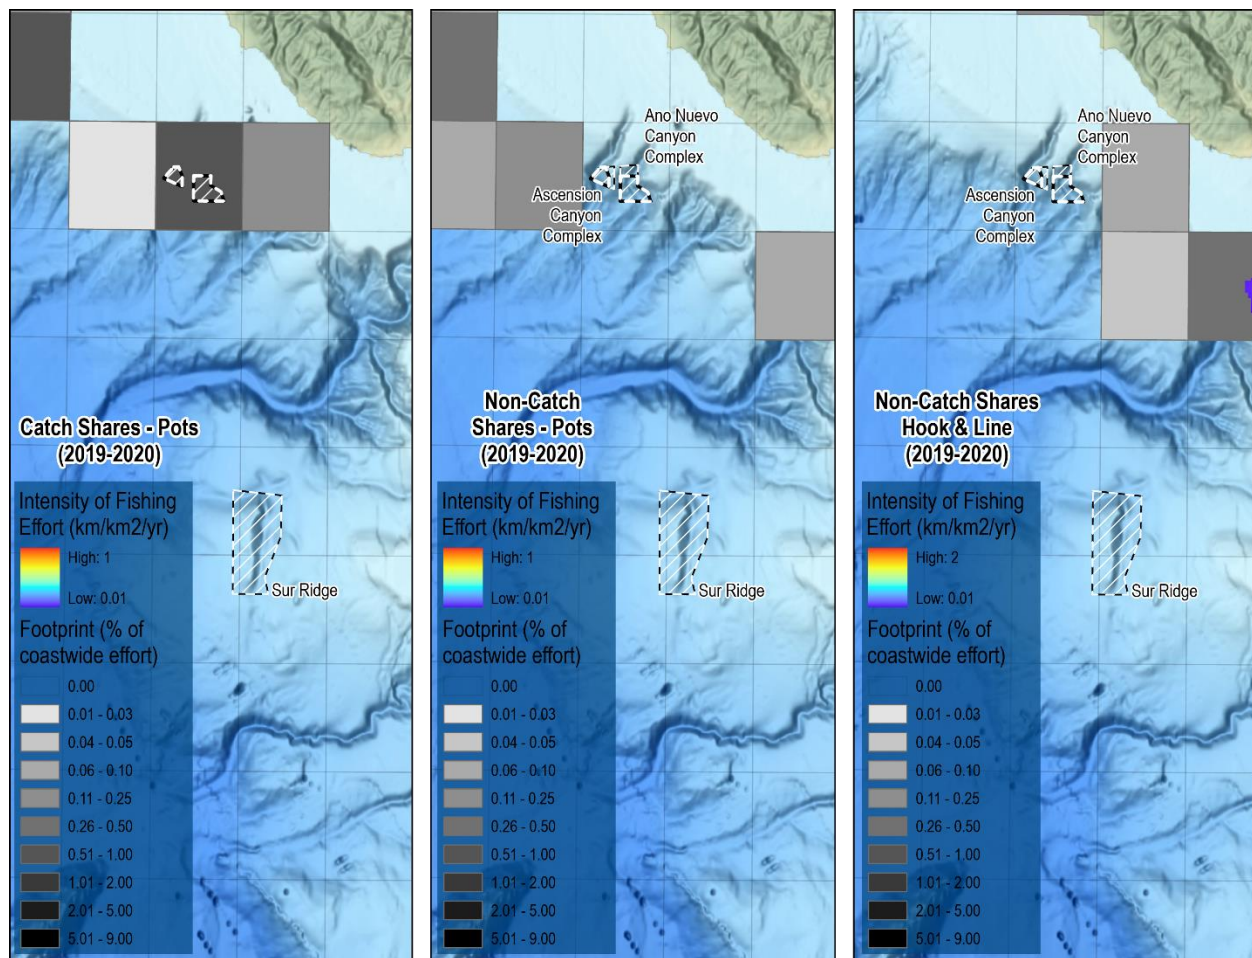 Catch Shares - Pots
(2019-2020)
Intensity of Fishing
Effort (km/km2/yr)
High: 1
Low: 0.01
Footprint (% of
coastwide effort)
0.00
0.01 - 0.03
0.04 - 0.05
0.06 - 0.10
0.11 - 0.25
0.26 - 0.50
0.51 - 1.00
1.01 - 2.00
2.01 - 5.00
5.01 - 9.00
Sur Ridge
Ano Nuevo
Canyon
Complex
Ascension
Canyon
Complex
Non-Catch
Shares - Pots
(2019-2020)
Intensity of Fishing
Effort (km/km2/yr)
High: 1
Low: 0.01
Footprint (% of
coastwide effort)
0.00
0.01 - 0.03
0.04 - 0.05
0.06 - 0.10
0.11 - 0.25
0.26 - 0.50
0.51 - 1.00
1.01 - 2.00
2.01 - 5.00
5.01 - 9.00
Sur Ridge
Ano Nuevo
Canyon
Complex
Ascension
Canyon
Complex
Non-Catch Shares
Hook & Line
(2019-2020)
Intensity of Fishing
Effort (km/km2/yr)
High: 2
Low: 0.01
Footprint (% of
coastwide effort)
0.00
0.01 - 0.03
0.04 - 0.05
0.06 - 0.10
0.11 - 0.25
0.26 - 0.50
0.51 - 1.00
1.01 - 2.00
2.01 - 5.00
5.01 - 9.00
Sur Ridge